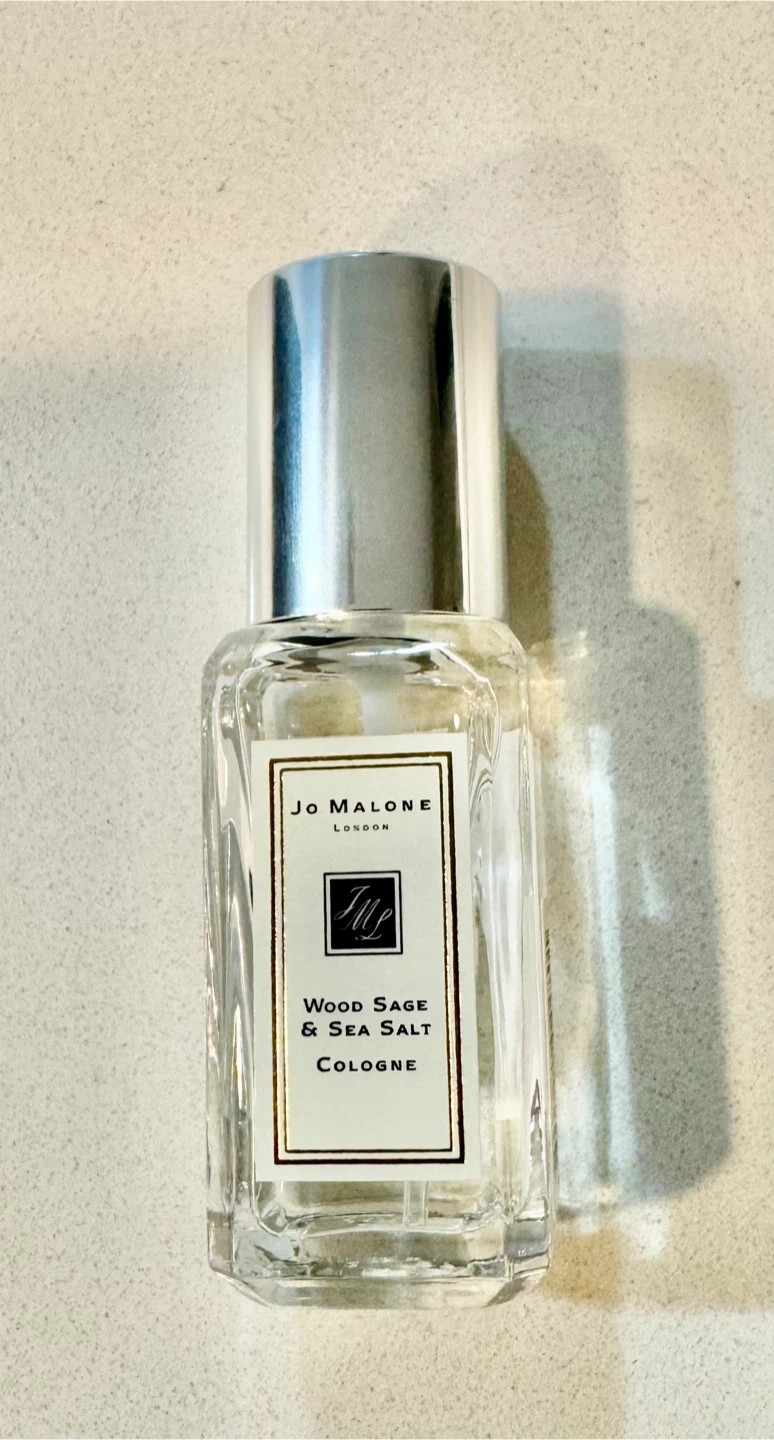 Jo Malone
London
JML
Wood Sage
& Sea Salt
Cologne